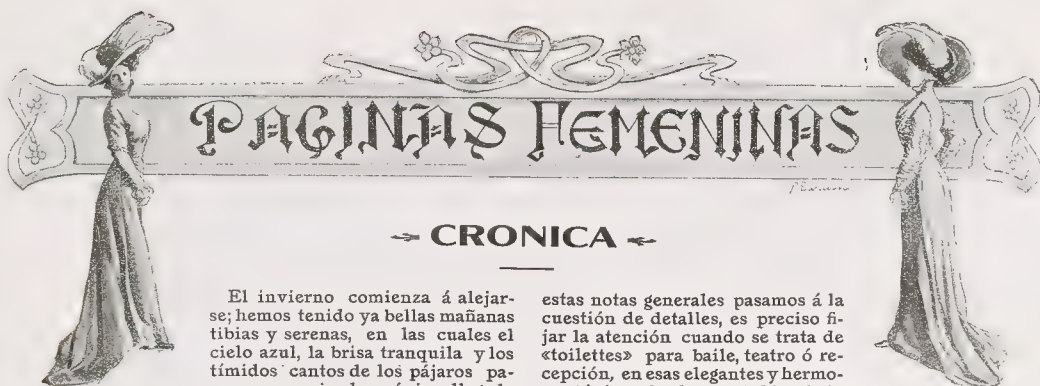 PAGINAS FEMENINAS
CRONICA
El invierno comienza á alejar-
se; hemos tenido ya bellas mañanas
tibias y serenas, en las cuales el
cielo azul, la brisa tranquila y los
tímidos cantos de los pájaros pa-
estas notas generales pasamos á la
cuestión de detalles, es preciso fi-
jar la atención cuando se trata de
«toilettes» para baile, teatro ó re-
cepción, en esas elegantes y hermo-